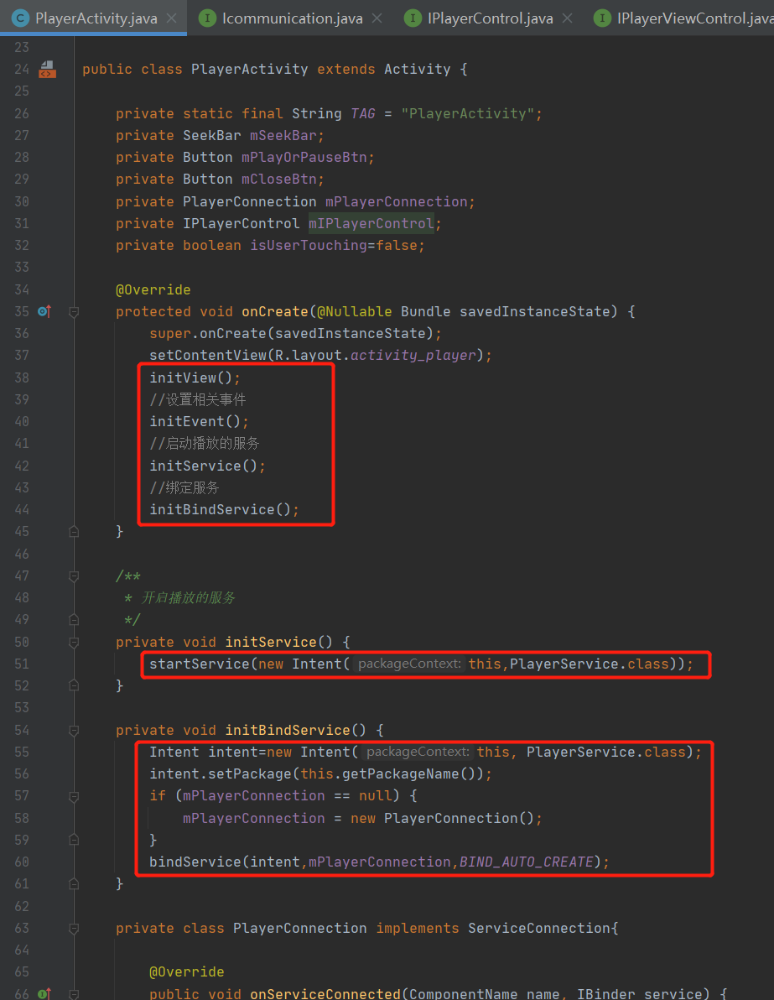 PlayerActivity.java Icommunication.java IPlayerControl.java IPlayerViewControl.java
23
24 public class PlayerActivity extends Activity {
25
26 private static final String TAG = "PlayerActivity";
27 private SeekBar mSeekBar;
28 private Button mPlayOrPauseBtn;
29 private Button mCloseBtn;
30 private PlayerConnection mPlayerConnection;
31 private IPlayerControl mIPlayerControl;
32 private boolean isUserTouching=false;
33
34 @Override
35 protected void onCreate(@Nullable Bundle savedInstanceState) {
36 super.onCreate(savedInstanceState);
37 setContentView(R.layout.activity_player);
38 initView();
39 //设置相关事件
40 initEvent();
41 //启动播放的服务
42 initService();
43 //绑定服务
44 initBindService();
45 }
46
47 /**
48 * 开启播放的服务
49 */
50 private void initService() {
51 startService(new Intent( packageContext: this,PlayerService.class));
52 }
53
54 private void initBindService() {
55 Intent intent=new Intent( packageContext: this, PlayerService.class);
56 intent.setPackage(this.getPackageName());
57 if (mPlayerConnection == null) {
58 mPlayerConnection = new PlayerConnection();
59 }
60 bindService(intent,mPlayerConnection,BIND_AUTO_CREATE);
61 }
62
63 private class PlayerConnection implements ServiceConnection{
64
65 @Override
66 public void onServiceConnected(ComponentName name, IBinder service) {